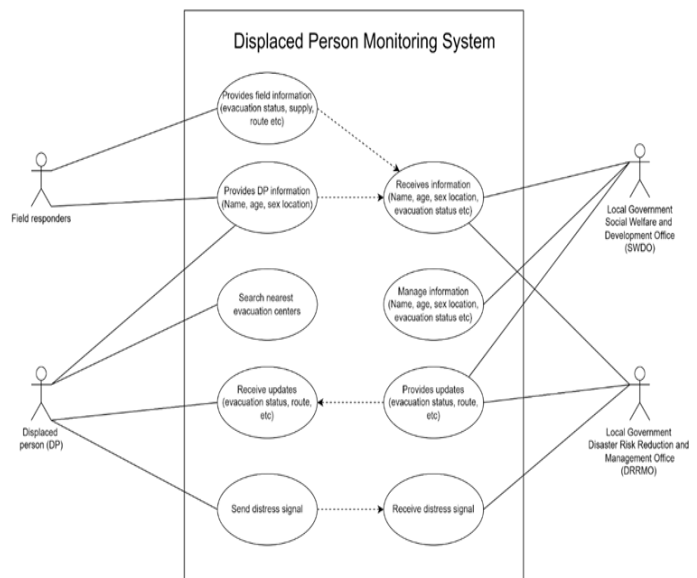 Displaced Person Monitoring System
Provides field information
(evacuation status, supply,
route etc)
Field responders
Provides DP information
(Name, age, sex location)
Receives information
(Name, age, sex location,
evacuation status etc)
Local Government
Social Welfare and
Development Office
(SWDO)
Search nearest
evacuation centers
Manage information
(Name, age, sex location,
evacuation status etc)
Receive updates
(evacuation status, route,
etc)
Provides updates
(evacuation status, route,
etc)
Displaced
person (DP)
Local Government
Disaster Risk Reduction and
Management Office
(DRRMO)
Send distress signal
Receive distress signal